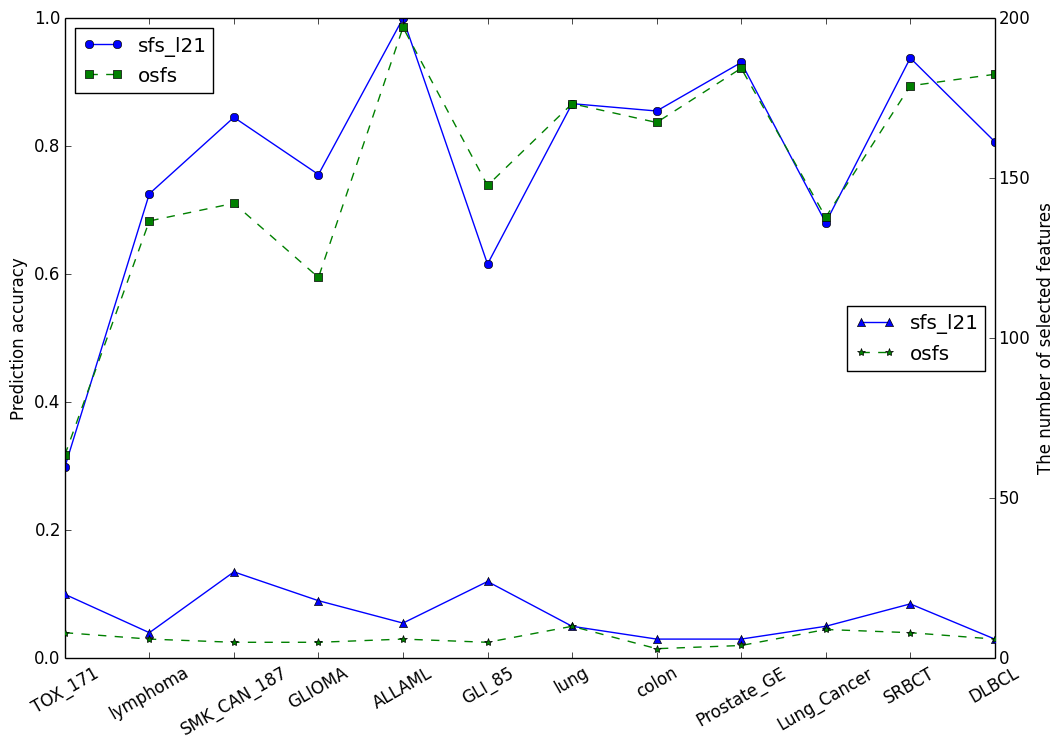 1.0
0.8
0.6
0.4
0.2
0.0
Prediction accuracy
sfs_l21
osfs
200
150
100
50
0
The number of selected features
sfs_l21
osfs
TOX_171
lymphoma
SMK_CAN_187
GLIOMA
ALLAML
GLI_85
lung
colon
Prostate_GE
Lung_Cancer
SRBCT
DLBCL